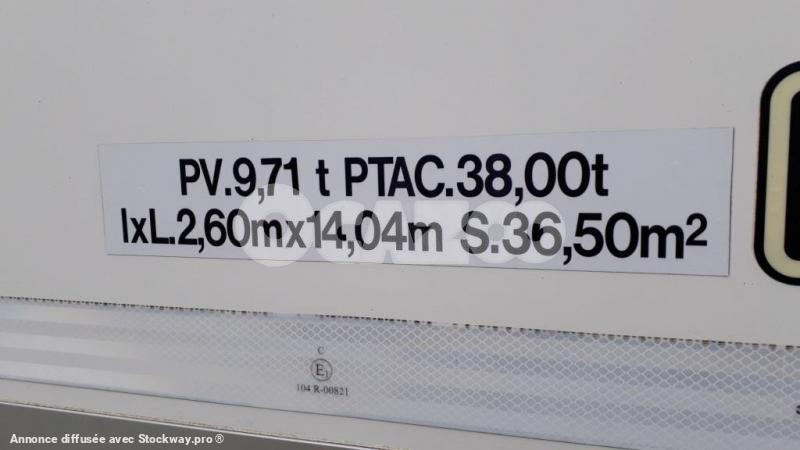 PV.9,71 t PTAC.38,00t
lxL.2,60mx14,04m S.36,50m²
OCAZOO
C
E1
104 R-00821
Annonce diffusée avec Stockway.pro ®